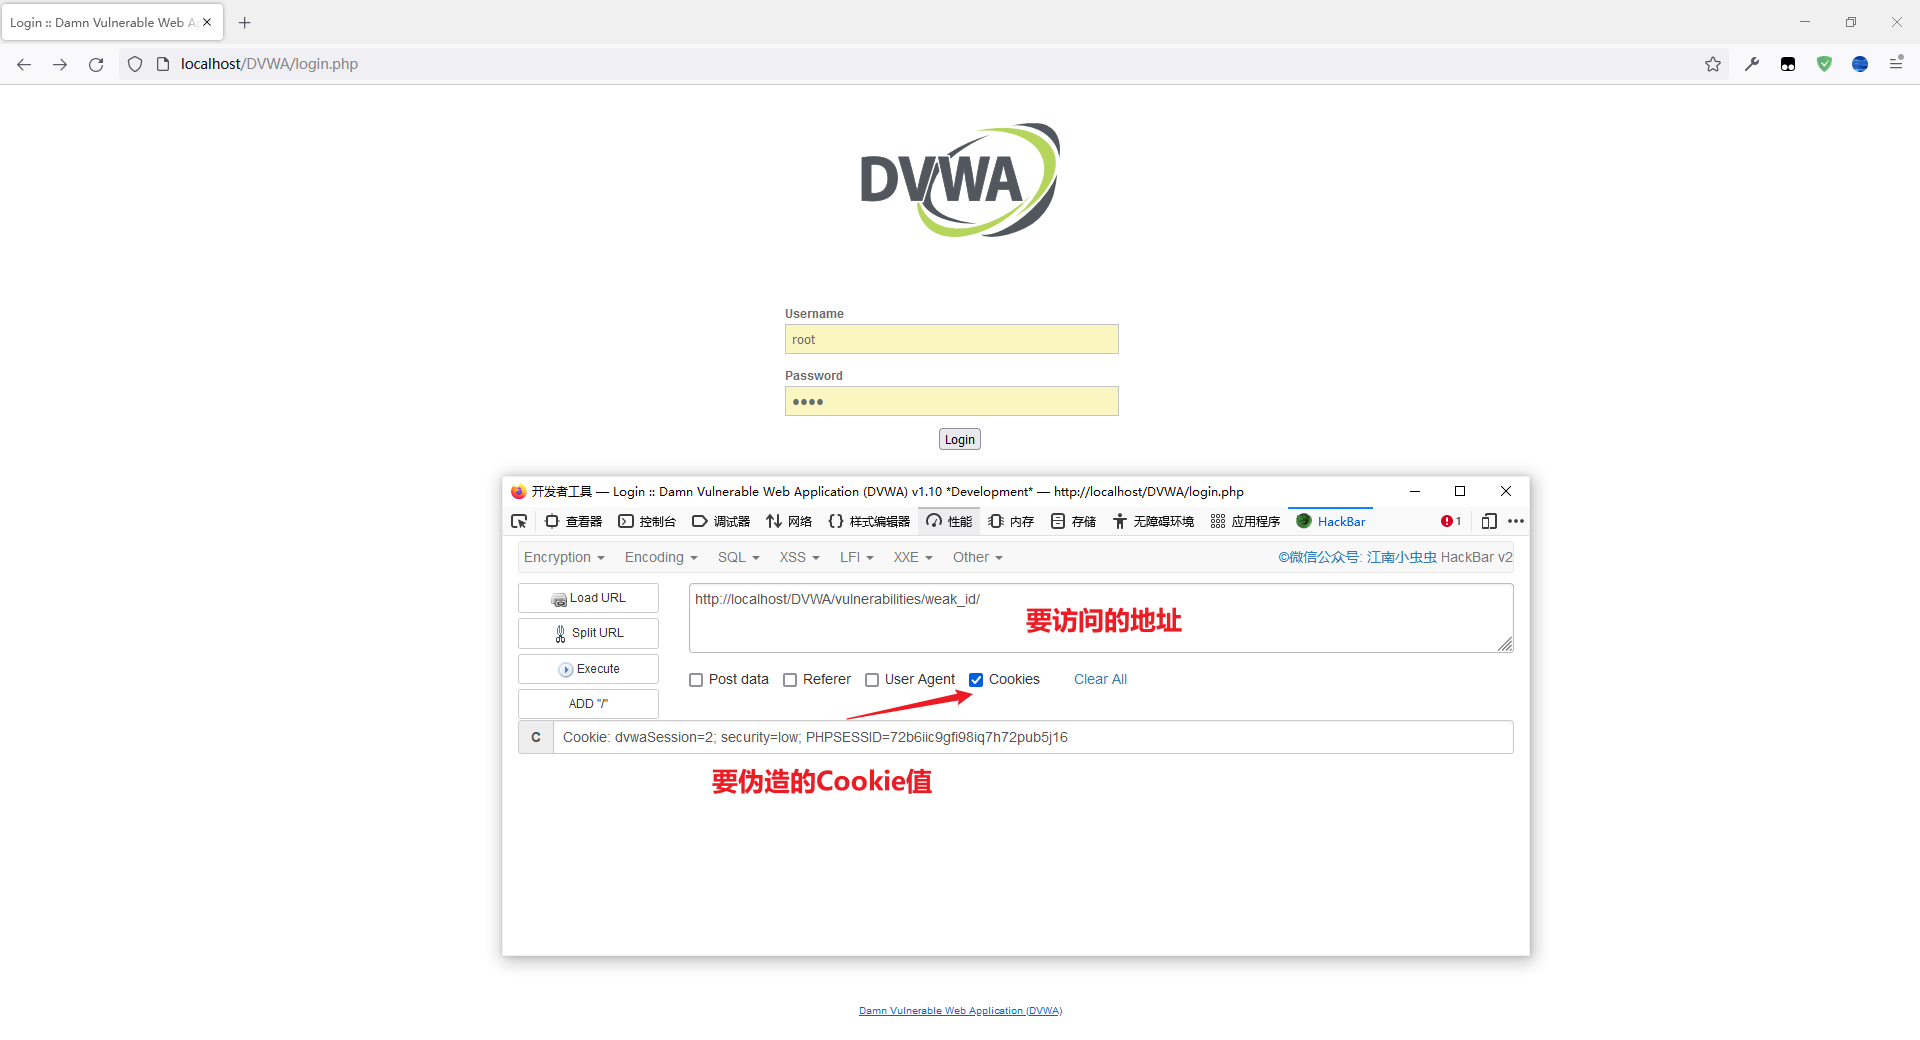 Login :: Damn Vulnerable Web A
localhost/DVWA/login.php
DVWA
Username
root
Password
Login
开发者工具 — Login :: Damn Vulnerable Web Application (DVWA) v1.10 *Development* — http://localhost/DVWA/login.php
查看器 控制台 调试器 网络 样式编辑器 性能 内存 存储 无障碍环境 应用程序 HackBar 1
Encryption Encoding SQL XSS LFI XXE Other ©微信公众号: 江南小虫虫 HackBar v2
Load URL
http://localhost/DVWA/vulnerabilities/weak_id/
要访问的地址
Split URL
Execute
Post data Referer User Agent Cookies Clear All
ADD "/"
C Cookie: dvwaSession=2; security=low; PHPSESSID=72b6iic9gfi98iq7h72pub5j16
要伪造的Cookie值
Damn Vulnerable Web Application (DVWA)